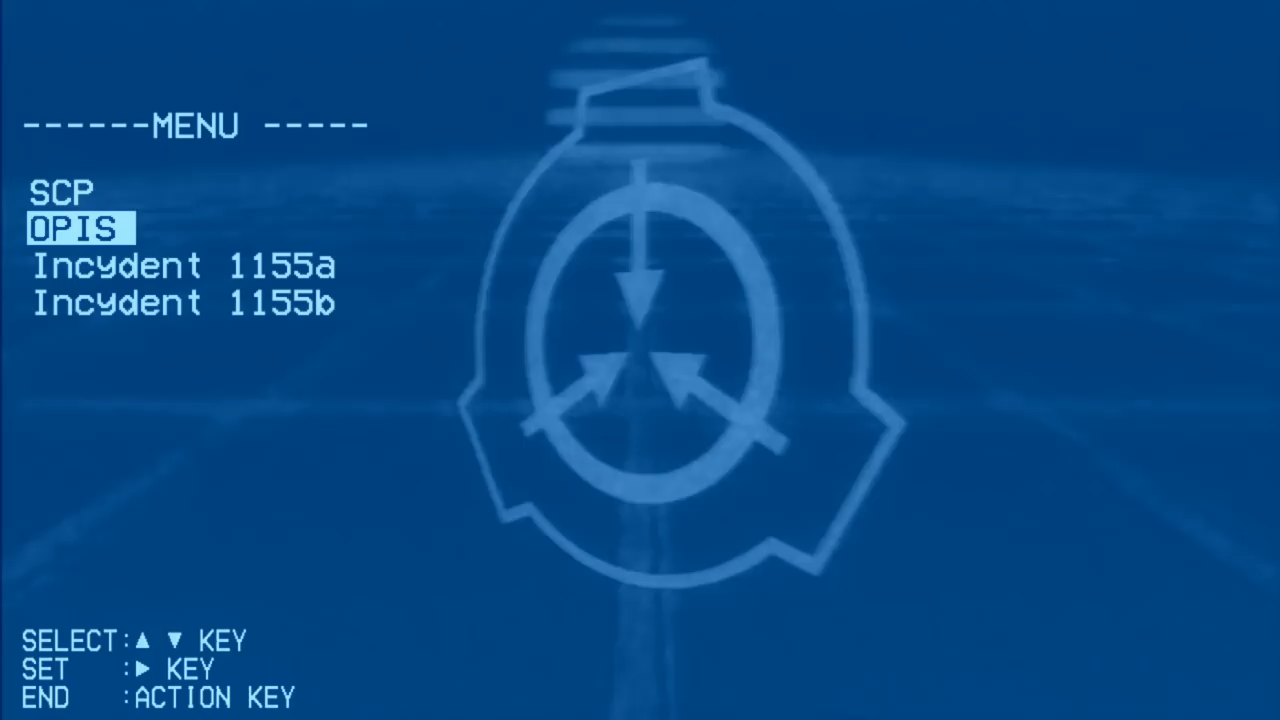 ------MENU -----
SCP
OPIS
Incydent 1155a
Incydent 1155b
SELECT:▲ ▼ KEY
SET :► KEY
END :ACTION KEY